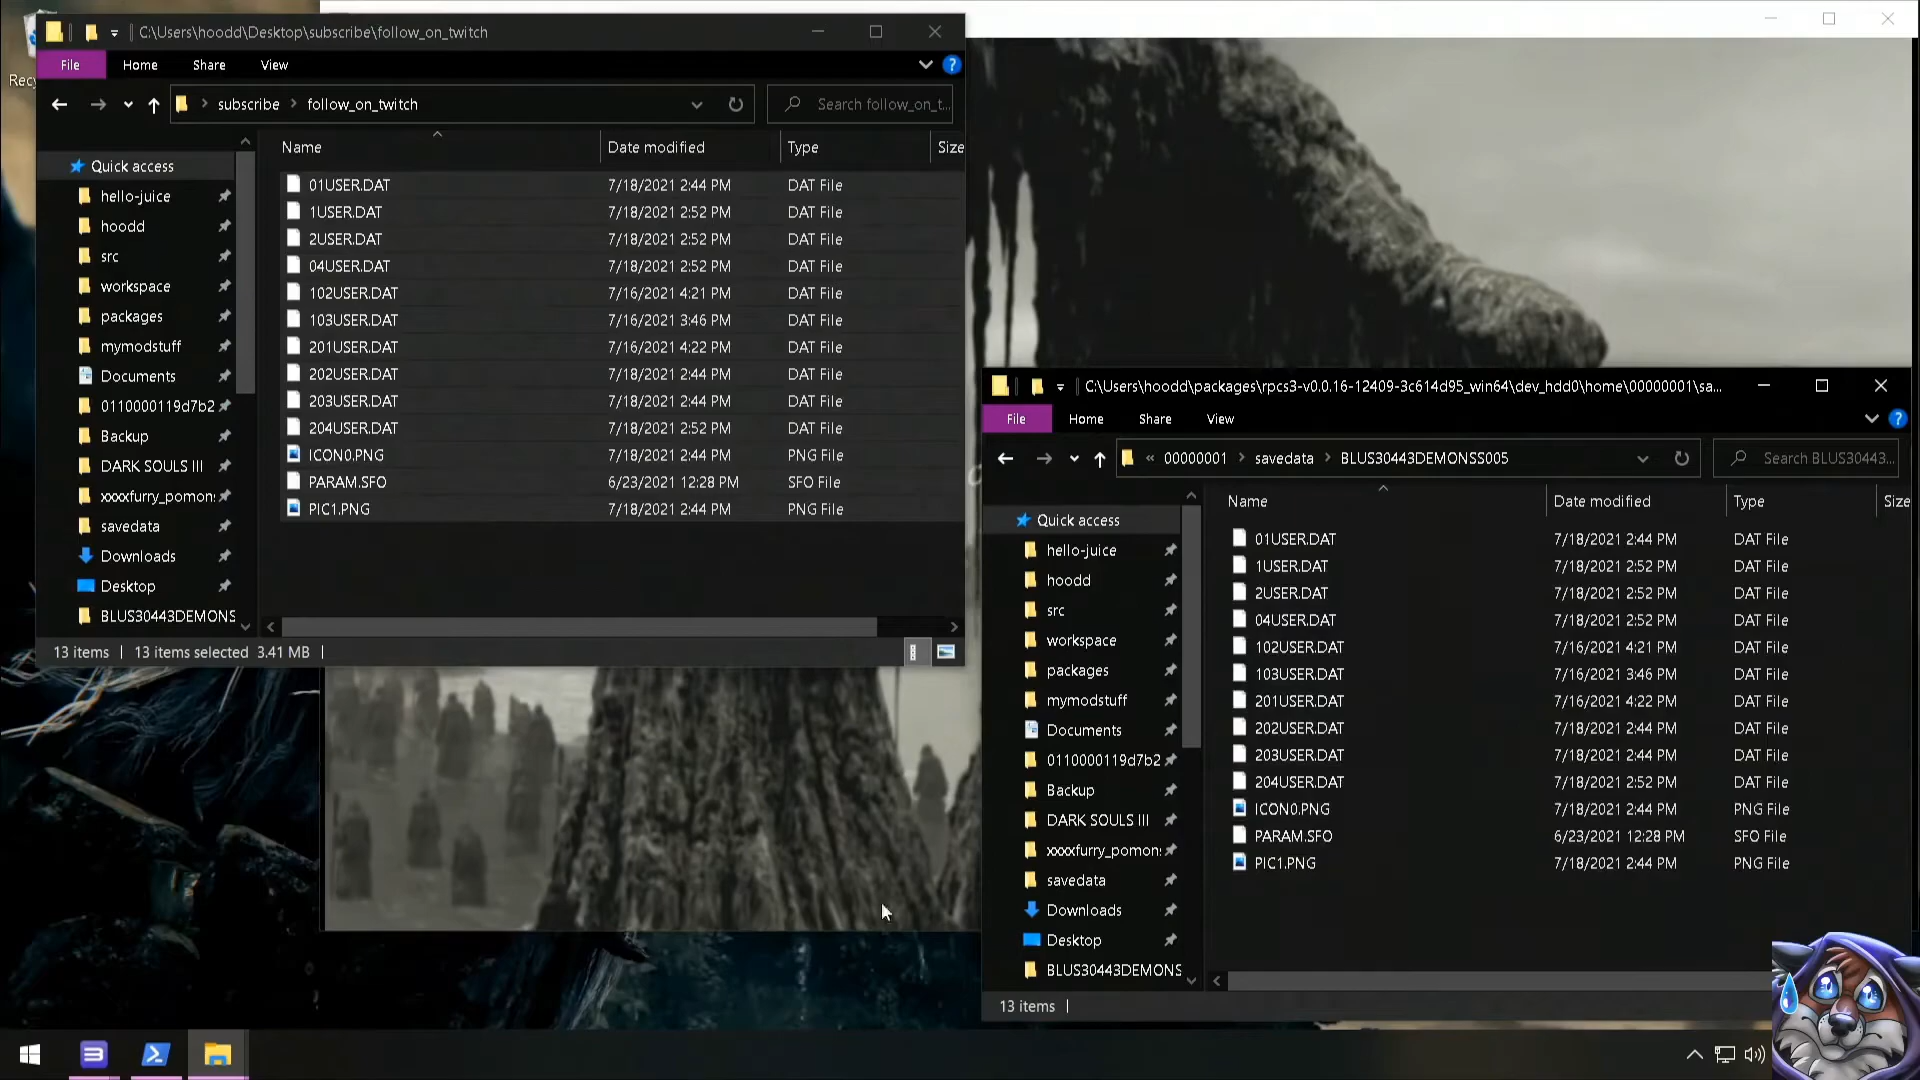 C:\Users\hoodd\Desktop\subscribe\follow_on_twitch
File Home Share View
subscribe follow_on_twitch Search follow_on_t...
Name Date modified Type Size
Quick access
hello-juice
hoodd
src
workspace
packages
mymodstuff
Documents
0110000119d7b2
Backup
DARK SOULS III
xxxxfurry_pomon
savedata
Downloads
Desktop
BLUS30443DEMONS
01USER.DAT 7/18/2021 2:44 PM DAT File
1USER.DAT 7/18/2021 2:52 PM DAT File
2USER.DAT 7/18/2021 2:52 PM DAT File
04USER.DAT 7/18/2021 2:52 PM DAT File
102USER.DAT 7/16/2021 4:21 PM DAT File
103USER.DAT 7/16/2021 3:46 PM DAT File
201USER.DAT 7/16/2021 4:22 PM DAT File
202USER.DAT 7/18/2021 2:44 PM DAT File
203USER.DAT 7/18/2021 2:44 PM DAT File
204USER.DAT 7/18/2021 2:52 PM DAT File
ICON0.PNG 7/18/2021 2:44 PM PNG File
PARAM.SFO 6/23/2021 12:28 PM SFO File
PIC1.PNG 7/18/2021 2:44 PM PNG File
13 items 13 items selected 3.41 MB
C:\Users\hoodd\packages\rpcs3-v0.0.16-12409-3c614d95_win64\dev_hdd0\home\00000001\sa...
File Home Share View
« 00000001 savedata BLUS30443DEMONSS005 Search BLUS30443...
Name Date modified Type Size
Quick access
hello-juice
hoodd
src
workspace
packages
mymodstuff
Documents
0110000119d7b2
Backup
DARK SOULS III
xxxxfurry_pomon
savedata
Downloads
Desktop
BLUS30443DEMONS
01USER.DAT 7/18/2021 2:44 PM DAT File
1USER.DAT 7/18/2021 2:52 PM DAT File
2USER.DAT 7/18/2021 2:52 PM DAT File
04USER.DAT 7/18/2021 2:52 PM DAT File
102USER.DAT 7/16/2021 4:21 PM DAT File
103USER.DAT 7/16/2021 3:46 PM DAT File
201USER.DAT 7/16/2021 4:22 PM DAT File
202USER.DAT 7/18/2021 2:44 PM DAT File
203USER.DAT 7/18/2021 2:44 PM DAT File
204USER.DAT 7/18/2021 2:52 PM DAT File
ICON0.PNG 7/18/2021 2:44 PM PNG File
PARAM.SFO 6/23/2021 12:28 PM SFO File
PIC1.PNG 7/18/2021 2:44 PM PNG File
13 items